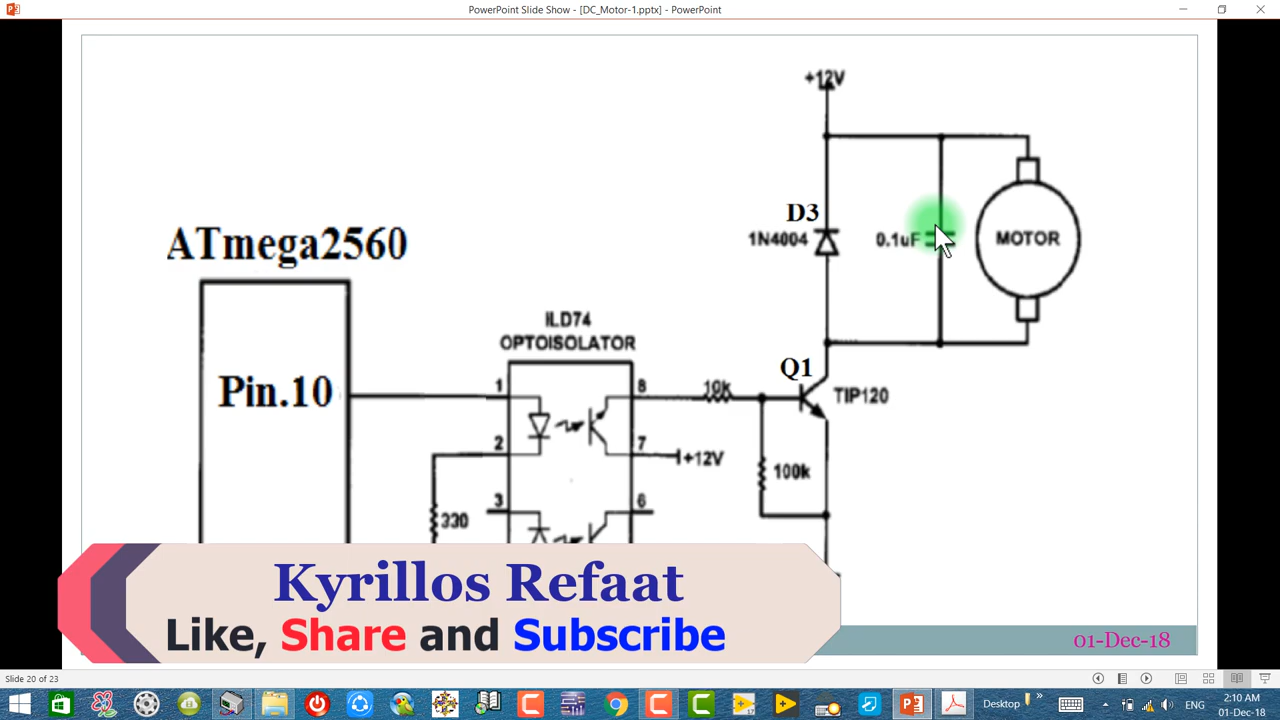 PowerPoint Slide Show - [DC_Motor-1.pptx] - PowerPoint
+12V
D3
1N4004
0.1uF
MOTOR
ATmega2560
ILD74
OPTOISOLATOR
Pin.10
1
8
10k
Q1
TIP120
2
7
+12V
100k
3
6
330
Kyrillos Refaat
Like, Share and Subscribe
01-Dec-18
Slide 20 of 23
Desktop
»
ENG
2:10 AM
01-Dec-18